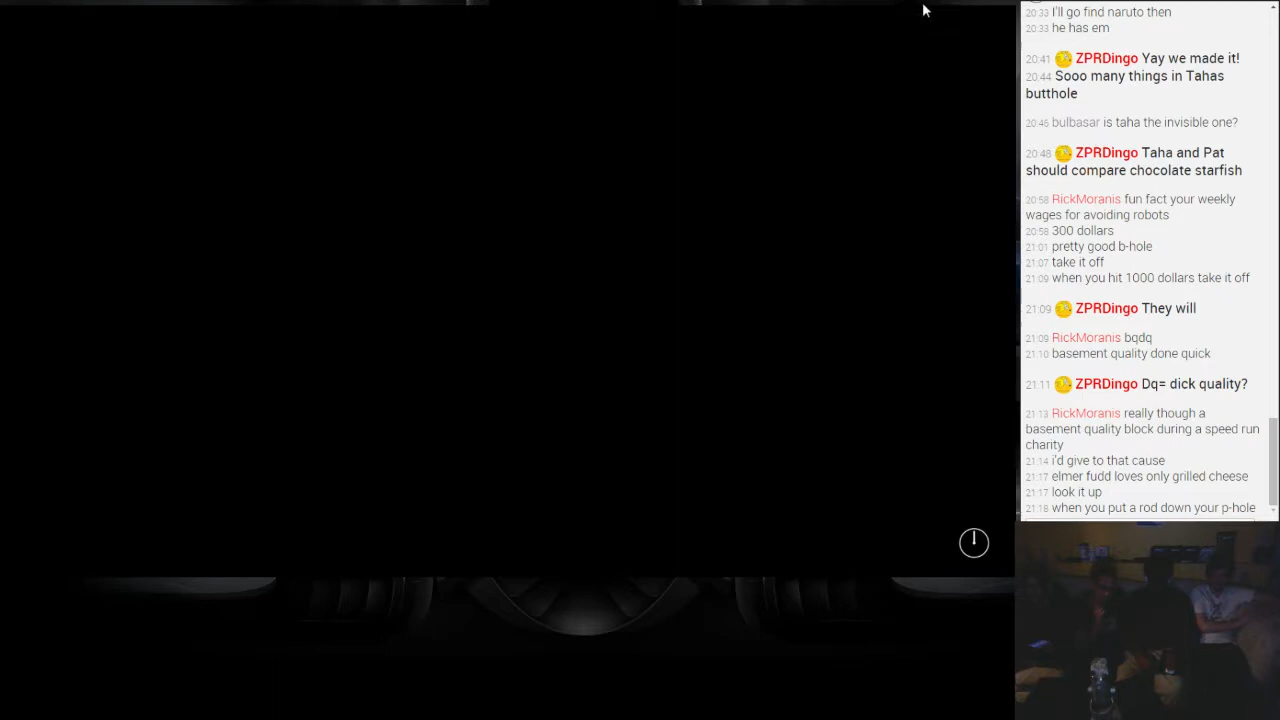 20:33 I'll go find naruto then
20:33 he has em
20:41 ZPRDingo Yay we made it!
20:44 Sooo many things in Tahas
butthole
20:46 bulbasar is taha the invisible one?
20:48 ZPRDingo Taha and Pat
should compare chocolate starfish
20:58 RickMoranis fun fact your weekly
wages for avoiding robots
20:58 300 dollars
21:01 pretty good b-hole
21:07 take it off
21:09 when you hit 1000 dollars take it off
21:09 ZPRDingo They will
21:09 RickMoranis bqdq
21:10 basement quality done quick
21:11 ZPRDingo Dq= dick quality?
21:13 RickMoranis really though a
basement quality block during a speed run
charity
21:14 i'd give to that cause
21:17 elmer fudd loves only grilled cheese
21:17 look it up
21:18 when you put a rod down your p-hole